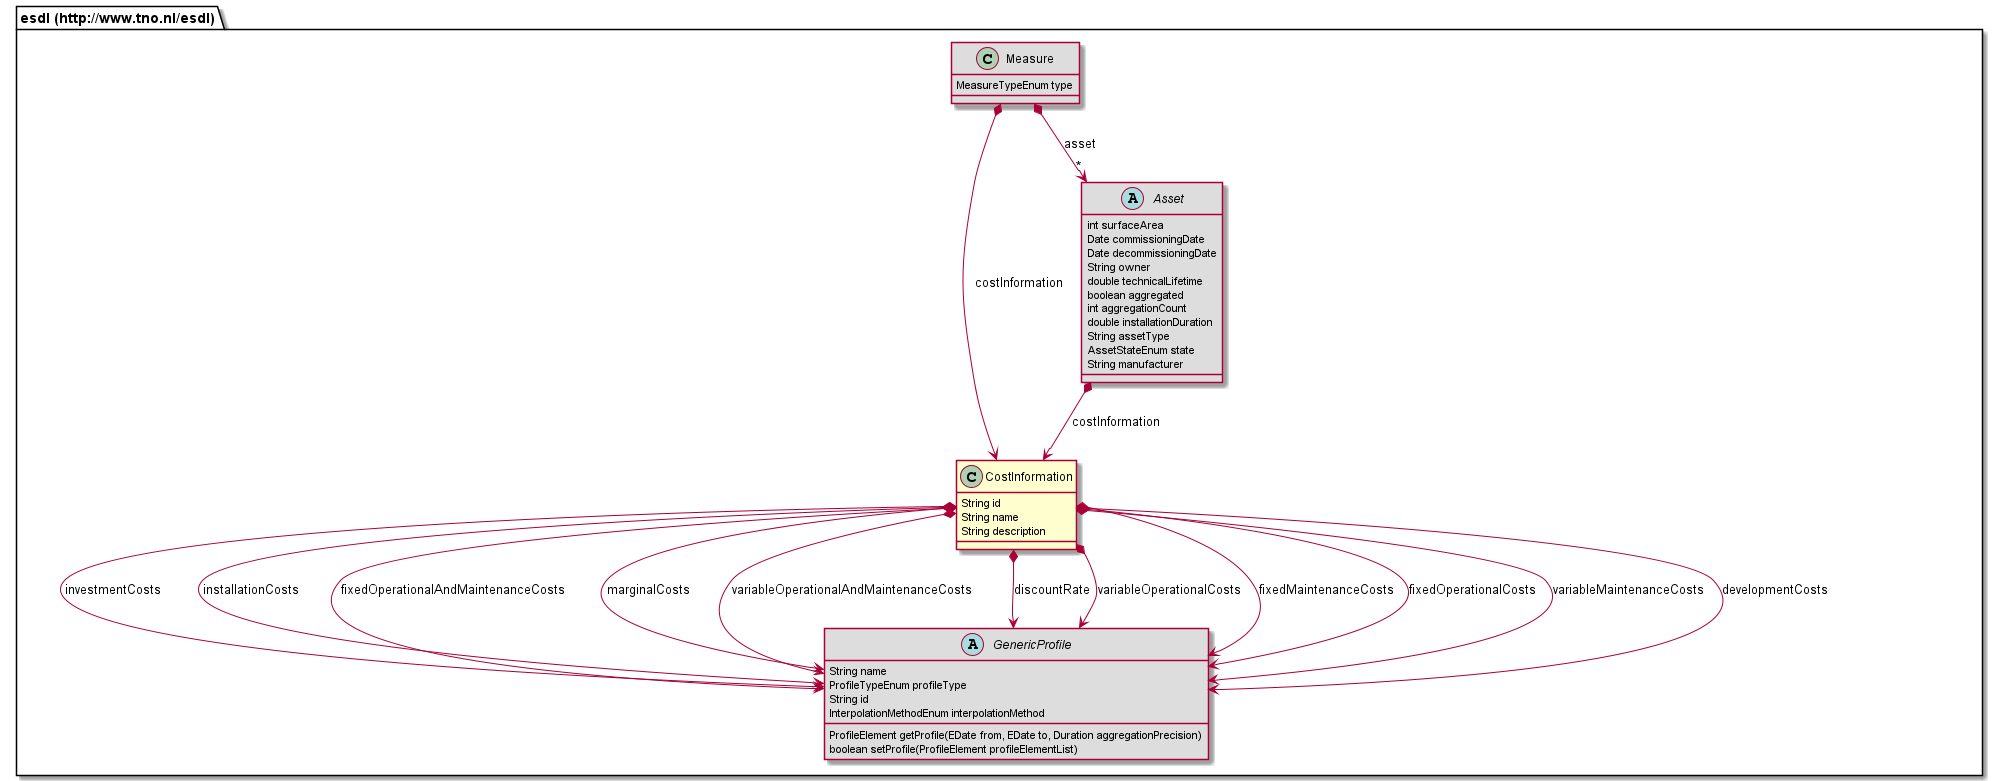 esdl (http://www.tno.nl/esdl)
C Measure
MeasureTypeEnum type
asset
*
A Asset
int surfaceArea
Date commissioningDate
Date decommissioningDate
String owner
double technicalLifetime
boolean aggregated
int aggregationCount
double installationDuration
String assetType
AssetStateEnum state
String manufacturer
costInformation
costInformation
C CostInformation
String id
String name
String description
investmentCosts
installationCosts
fixedOperationalAndMaintenanceCosts
marginalCosts
variableOperationalAndMaintenanceCosts
discountRate
variableOperationalCosts
fixedMaintenanceCosts
fixedOperationalCosts
variableMaintenanceCosts
developmentCosts
A GenericProfile
String name
ProfileTypeEnum profileType
String id
InterpolationMethodEnum interpolationMethod
ProfileElement getProfile(EDate from, EDate to, Duration aggregationPrecision)
boolean setProfile(ProfileElement profileElementList)